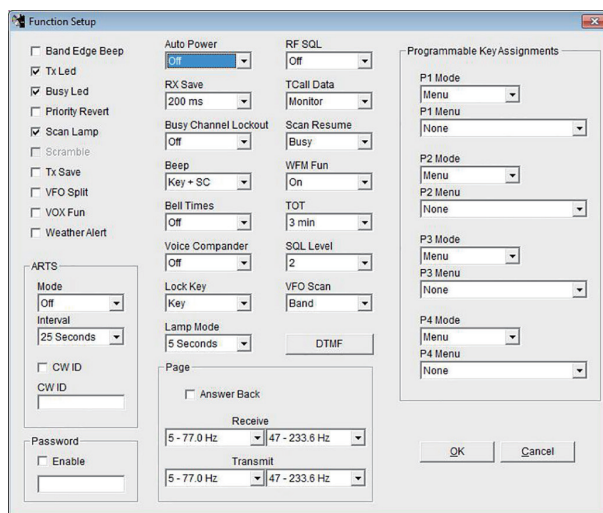 Function Setup
Band Edge Beep
Tx Led
Busy Led
Priority Revert
Scan Lamp
Scramble
Tx Save
VFO Split
VOX Fun
Weather Alert
ARTS
Mode
Off
Interval
25 Seconds
CW ID
CW ID
Password
Enable
Auto Power
Off
RX Save
200 ms
Busy Channel Lockout
Off
Beep
Key + SC
Bell Times
Off
Voice Compander
Off
Lock Key
Key
Lamp Mode
5 Seconds
RF SQL
Off
TCall Data
Monitor
Scan Resume
Busy
WFM Fun
On
TOT
3 min
SQL Level
2
VFO Scan
Band
DTMF
Page
Answer Back
Receive
5 - 77.0 Hz 47 - 233.6 Hz
Transmit
5 - 77.0 Hz 47 - 233.6 Hz
Programmable Key Assignments
P1 Mode
Menu
P1 Menu
None
P2 Mode
Menu
P2 Menu
None
P3 Mode
Menu
P3 Menu
None
P4 Mode
Menu
P4 Menu
None
OK Cancel